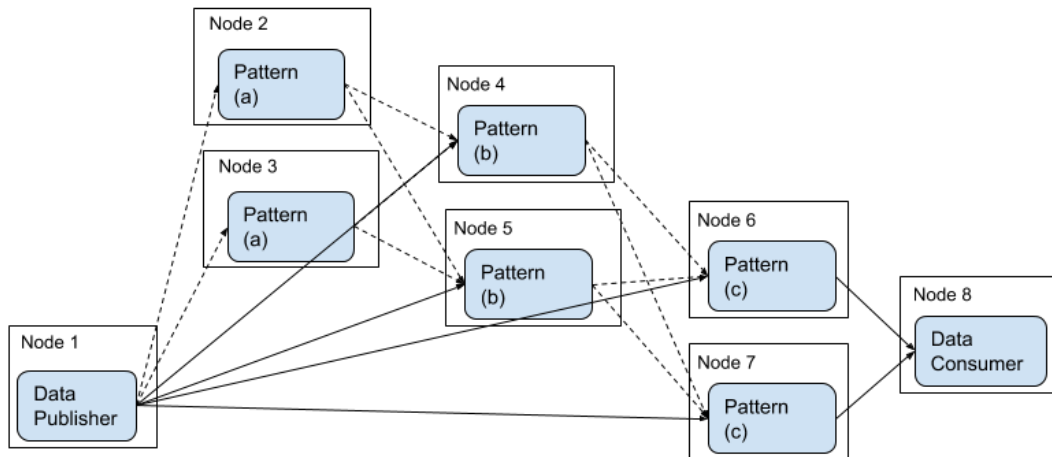 Node 2
Pattern
(a)
Node 4
Pattern
(b)
Node 3
Pattern
(a)
Node 5
Pattern
(b)
Node 6
Pattern
(c)
Node 8
Data
Consumer
Node 1
Data
Publisher
Node 7
Pattern
(c)